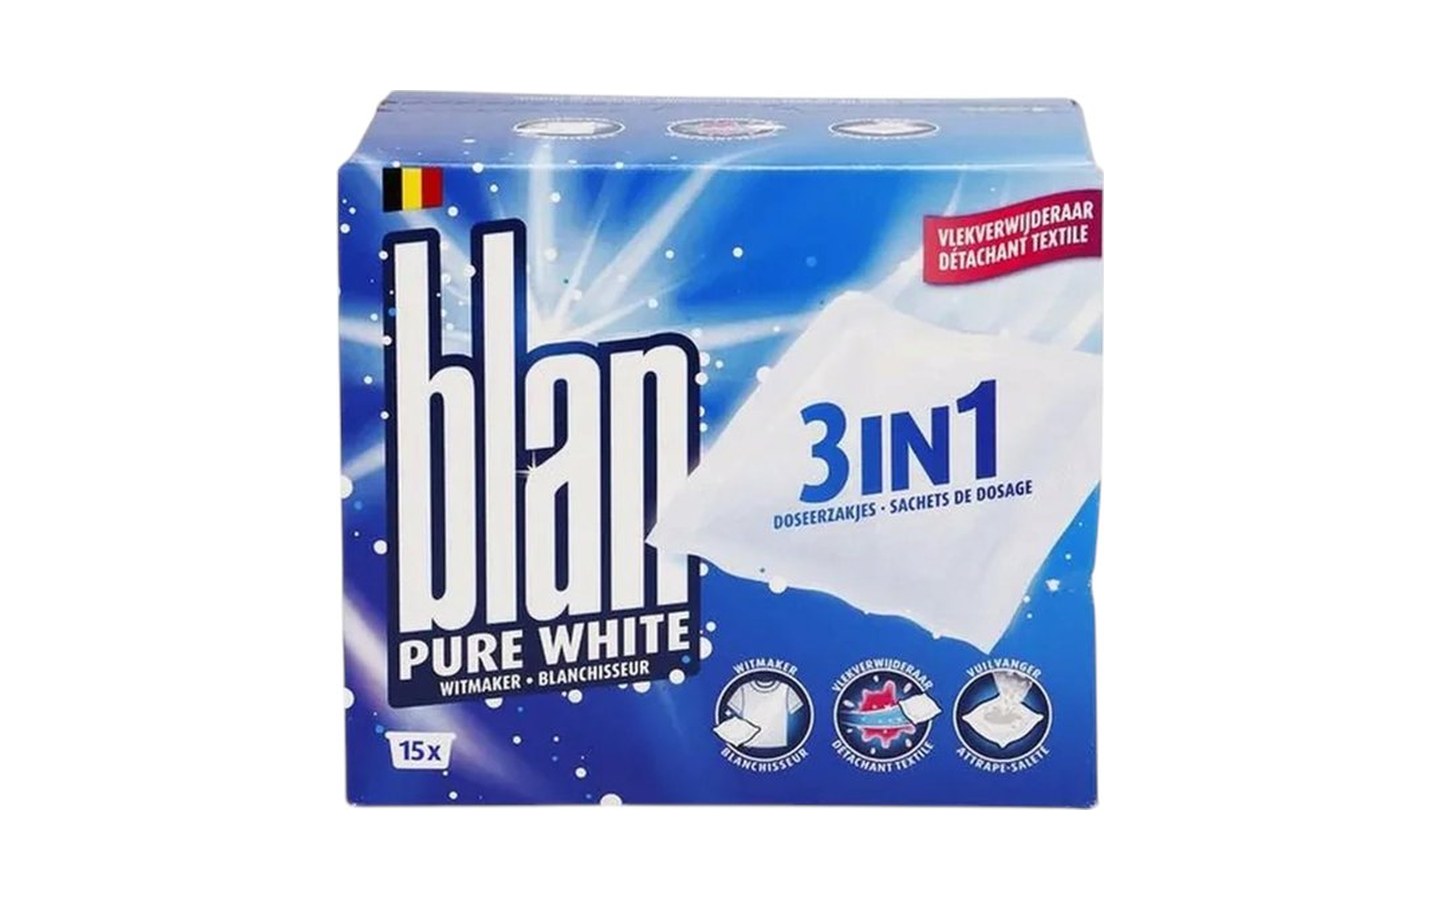 VLEKVERWIJDERAAR
DÉTACHANT TEXTILE
blan
PURE WHITE
WITMAKER • BLANCHISSEUR
3IN1
DOSEERZAKJES • SACHETS DE DOSAGE
15x
WITMAKER
BLANCHISSEUR
VLEKVERWIJDERAAR
DÉTACHANT TEXTILE
VUILVANGER
ATTRAPE-SALETÉ